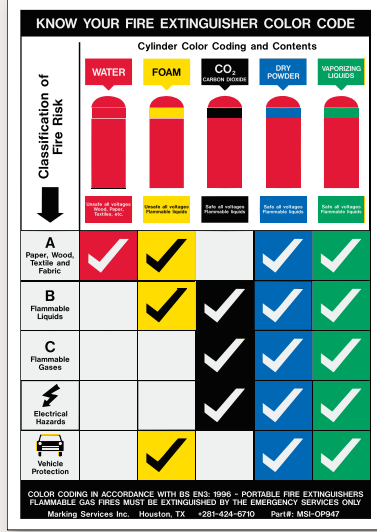 KNOW YOUR FIRE EXTINGUISHER COLOR CODE
Cylinder Color Coding and Contents
Classification of
Fire Risk
WATER
FOAM
CO2
CARBON DIOXIDE
DRY
POWDER
VAPORIZING
LIQUIDS
Unsafe all voltages
Wood, Paper,
Textiles, etc.
Unsafe all voltages
Flammable liquids
Safe all voltages
Flammable liquids
Safe all voltages
Flammable liquids
Safe all voltages
Flammable liquids
A
Paper, Wood,
Textile and
Fabric
B
Flammable
Liquids
C
Flammable
Gases
Electrical
Hazards
Vehicle
Protection
COLOR CODING IN ACCORDANCE WITH BS EN3: 1996 - PORTABLE FIRE EXTINGUISHERS
FLAMMABLE GAS FIRES MUST BE EXTINGUISHED BY THE EMERGENCY SERVICES ONLY
Marking Services Inc. Houston, TX +281-424-6710 Part#: MSI-OP947